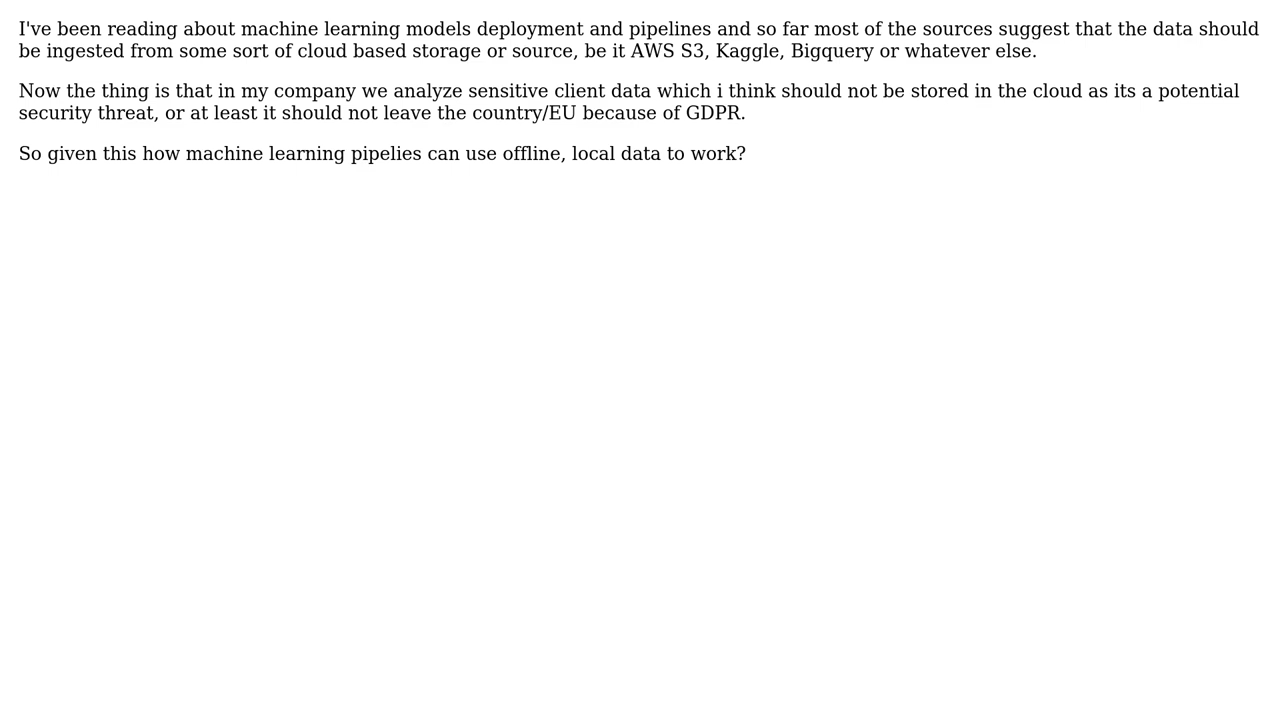 I've been reading about machine learning models deployment and pipelines and so far most of the sources suggest that the data should
be ingested from some sort of cloud based storage or source, be it AWS S3, Kaggle, Bigquery or whatever else.
Now the thing is that in my company we analyze sensitive client data which i think should not be stored in the cloud as its a potential
security threat, or at least it should not leave the country/EU because of GDPR.
So given this how machine learning pipelies can use offline, local data to work?